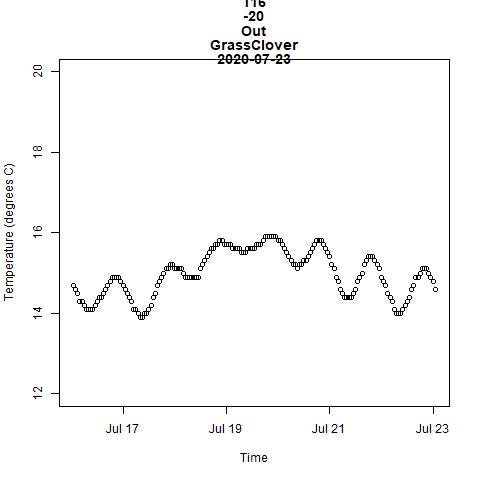 T16
-20
Out
GrassClover
2020-07-23
Temperature (degrees C)
20
18
16
14
12
Jul 17 Jul 19 Jul 21 Jul 23
Time